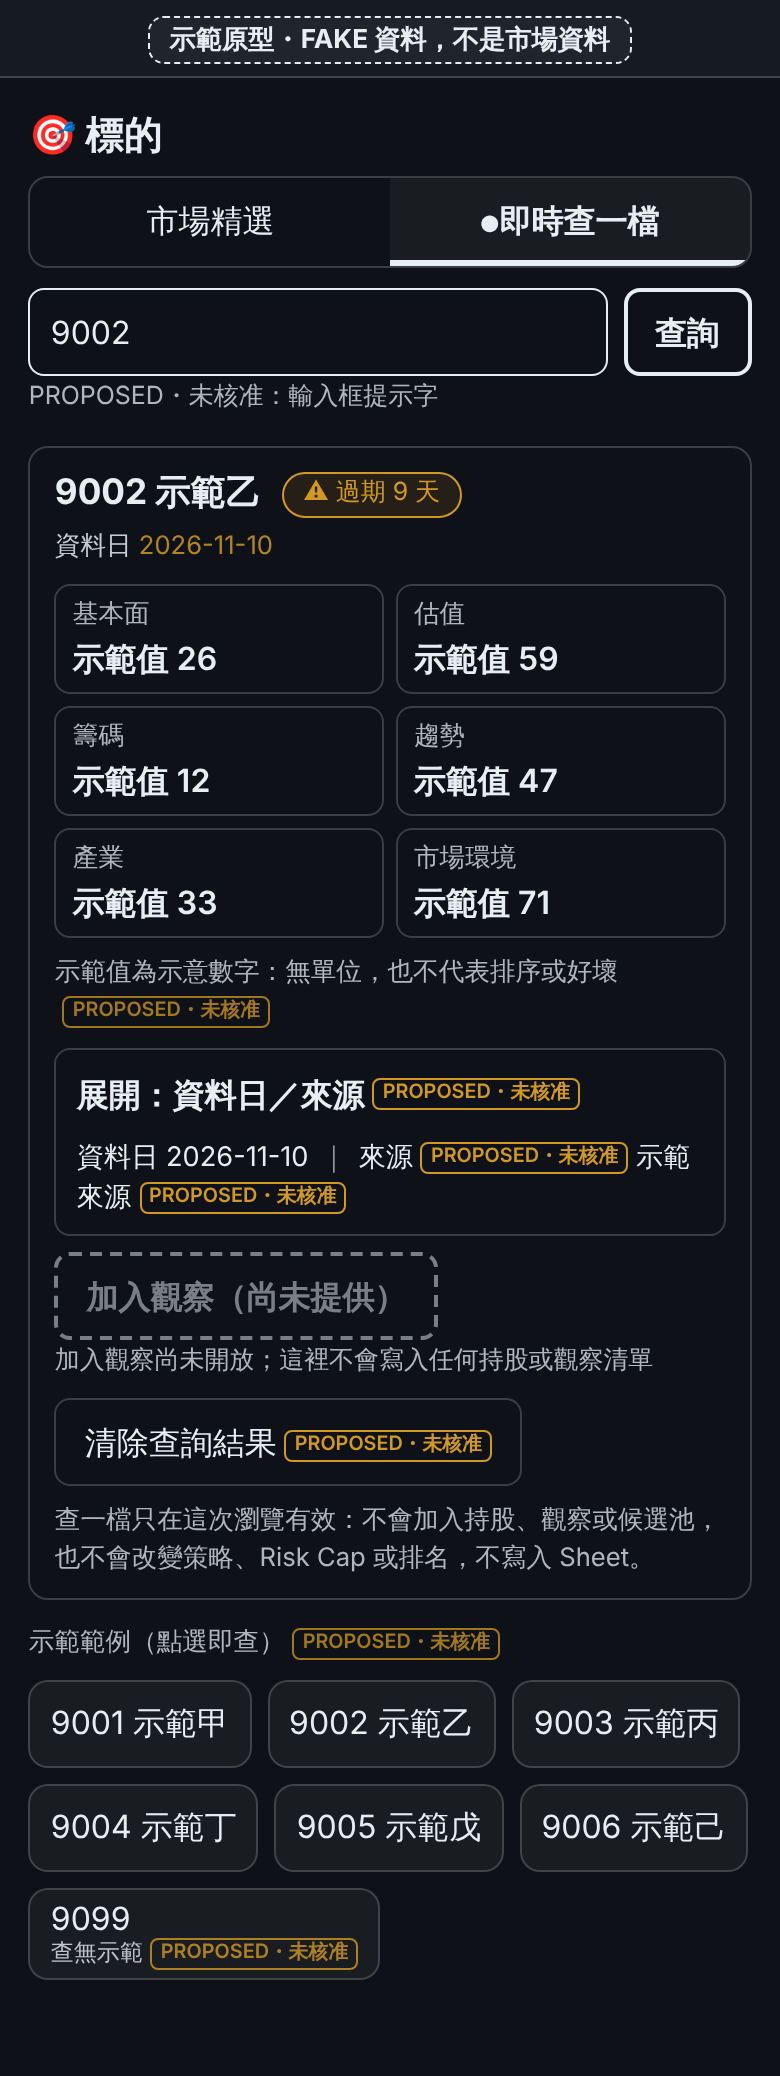 示範原型・FAKE 資料，不是市場資料
🎯 標的
市場精選
●即時查一檔
9002
查詢
PROPOSED・未核准：輸入框提示字
9002 示範乙
⚠ 過期 9 天
資料日 2026-11-10
基本面
示範值 26
估值
示範值 59
籌碼
示範值 12
趨勢
示範值 47
產業
示範值 33
市場環境
示範值 71
示範值為示意數字：無單位，也不代表排序或好壞
PROPOSED・未核准
展開：資料日／來源 PROPOSED・未核准
資料日 2026-11-10 ｜ 來源 PROPOSED・未核准 示範
來源 PROPOSED・未核准
加入觀察（尚未提供）
加入觀察尚未開放；這裡不會寫入任何持股或觀察清單
清除查詢結果 PROPOSED・未核准
查一檔只在這次瀏覽有效：不會加入持股、觀察或候選池，
也不會改變策略、Risk Cap 或排名，不寫入 Sheet。
示範範例（點選即查） PROPOSED・未核准
9001 示範甲
9002 示範乙
9003 示範丙
9004 示範丁
9005 示範戊
9006 示範己
9099
查無示範 PROPOSED・未核准